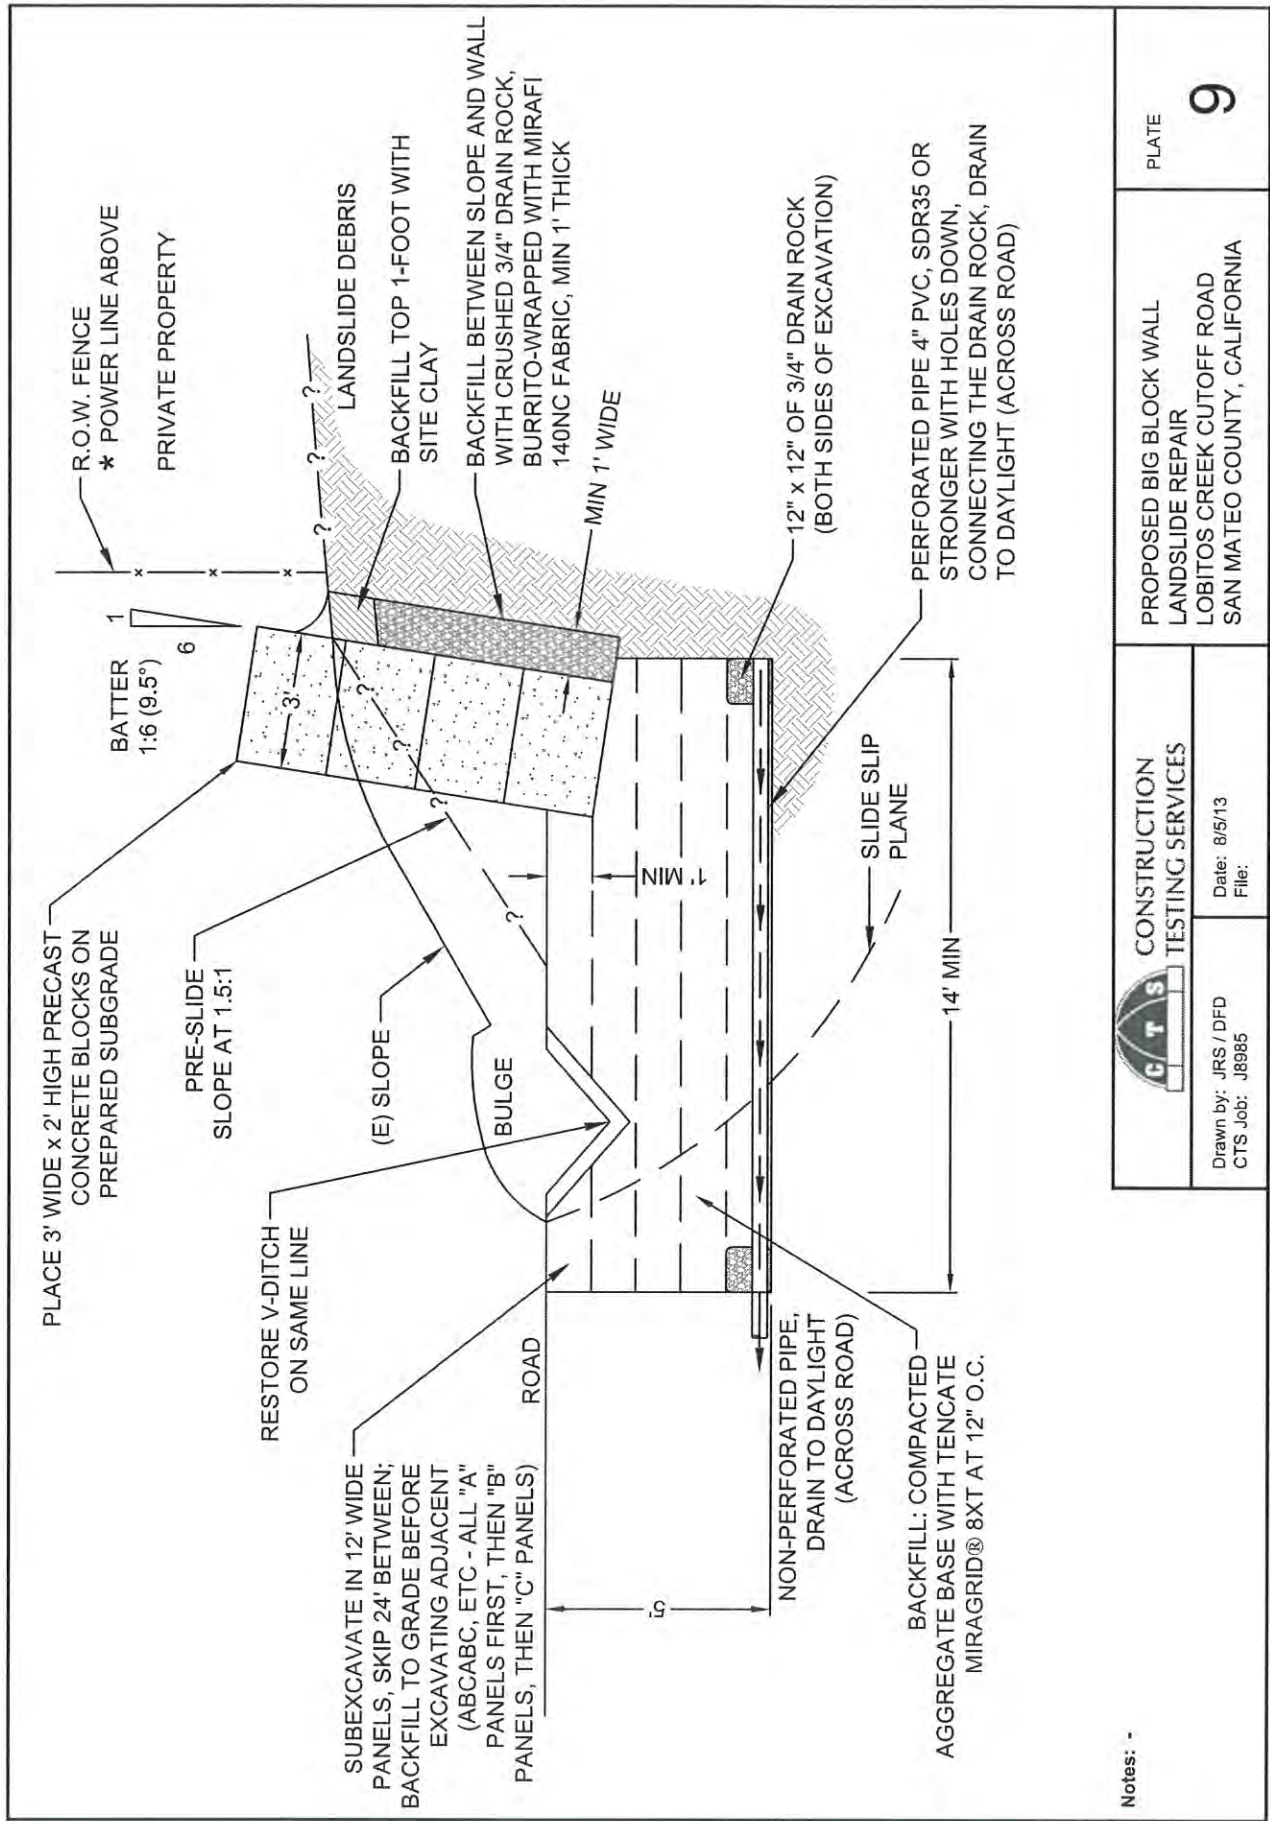 PLACE 3' WIDE x 2' HIGH PRECAST
CONCRETE BLOCKS ON
PREPARED SUBGRADE
BATTER
1:6 (9.5°)
1
6
R.O.W. FENCE
* POWER LINE ABOVE
PRIVATE PROPERTY
PRE-SLIDE
SLOPE AT 1.5:1
3'
LANDSLIDE DEBRIS
BACKFILL TOP 1-FOOT WITH
SITE CLAY
(E) SLOPE
BACKFILL BETWEEN SLOPE AND WALL
WITH CRUSHED 3/4" DRAIN ROCK,
BURRITO-WRAPPED WITH MIRAFI
140NC FABRIC, MIN 1' THICK
RESTORE V-DITCH
ON SAME LINE
BULGE
MIN 1' WIDE
SUBEXCAVATE IN 12' WIDE
PANELS, SKIP 24' BETWEEN;
BACKFILL TO GRADE BEFORE
EXCAVATING ADJACENT
(ABCABC, ETC - ALL "A"
PANELS FIRST, THEN "B"
PANELS, THEN "C" PANELS)
ROAD
1' MIN
12" x 12" OF 3/4" DRAIN ROCK
(BOTH SIDES OF EXCAVATION)
5'
NON-PERFORATED PIPE,
DRAIN TO DAYLIGHT
(ACROSS ROAD)
SLIDE SLIP
PLANE
PERFORATED PIPE 4" PVC, SDR35 OR
STRONGER WITH HOLES DOWN,
CONNECTING THE DRAIN ROCK, DRAIN
TO DAYLIGHT (ACROSS ROAD)
14' MIN
BACKFILL: COMPACTED
AGGREGATE BASE WITH TENCATE
MIRAGRID® 8XT AT 12" O.C.
? ? ? ? ? ? ? ?
Notes: -
C T S
CONSTRUCTION
TESTING SERVICES
Drawn by: JRS / DFD
CTS Job: J8985
Date: 8/5/13
File:
PROPOSED BIG BLOCK WALL
LANDSLIDE REPAIR
LOBITOS CREEK CUTOFF ROAD
SAN MATEO COUNTY, CALIFORNIA
PLATE
9